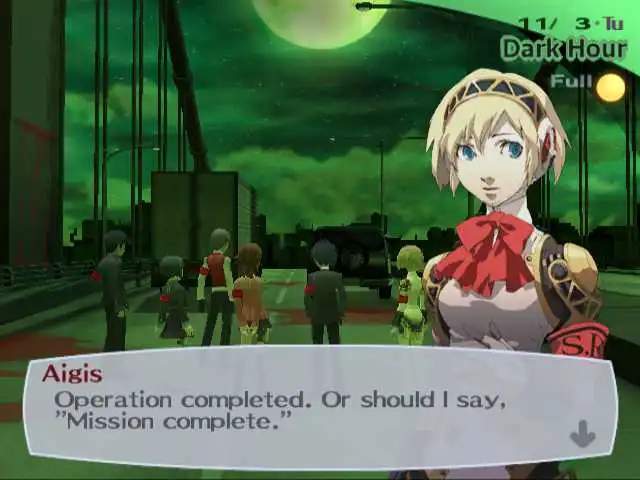 11/ 3・Tu
Dark Hour
Full
S.
Aigis
Operation completed. Or should I say,
"Mission complete."